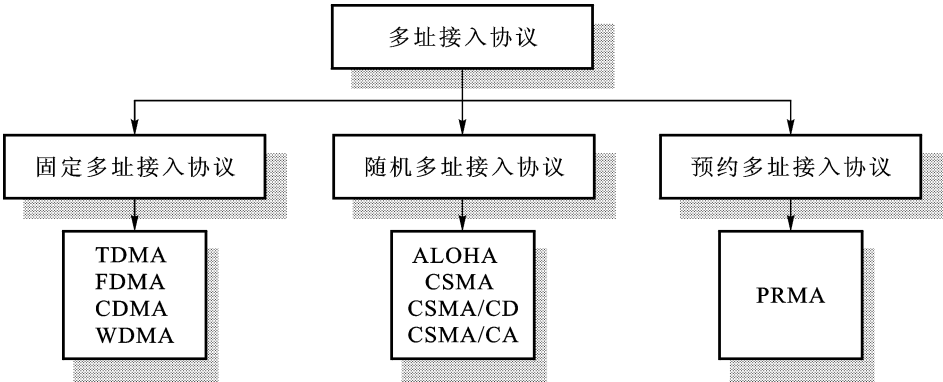 多址接入协议
固定多址接入协议
随机多址接入协议
预约多址接入协议
TDMA
FDMA
CDMA
WDMA
ALOHA
CSMA
CSMA/CD
CSMA/CA
PRMA